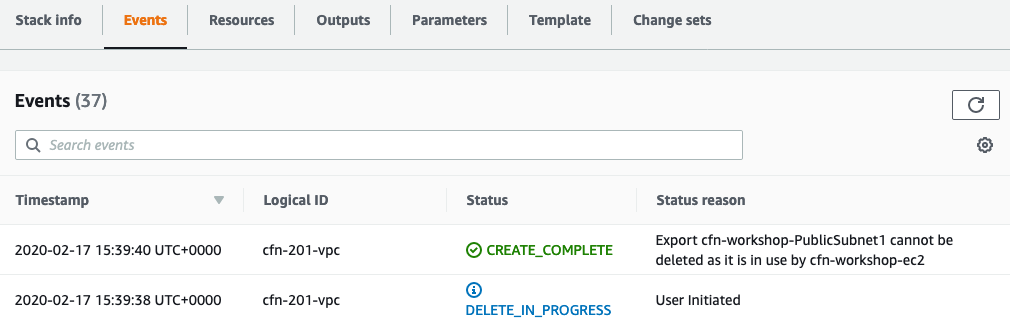 Stack info Events Resources Outputs Parameters Template Change sets
Events (37)
Search events
Timestamp Logical ID Status Status reason
2020-02-17 15:39:40 UTC+0000 cfn-201-vpc CREATE_COMPLETE Export cfn-workshop-PublicSubnet1 cannot be
deleted as it is in use by cfn-workshop-ec2
2020-02-17 15:39:38 UTC+0000 cfn-201-vpc DELETE_IN_PROGRESS User Initiated